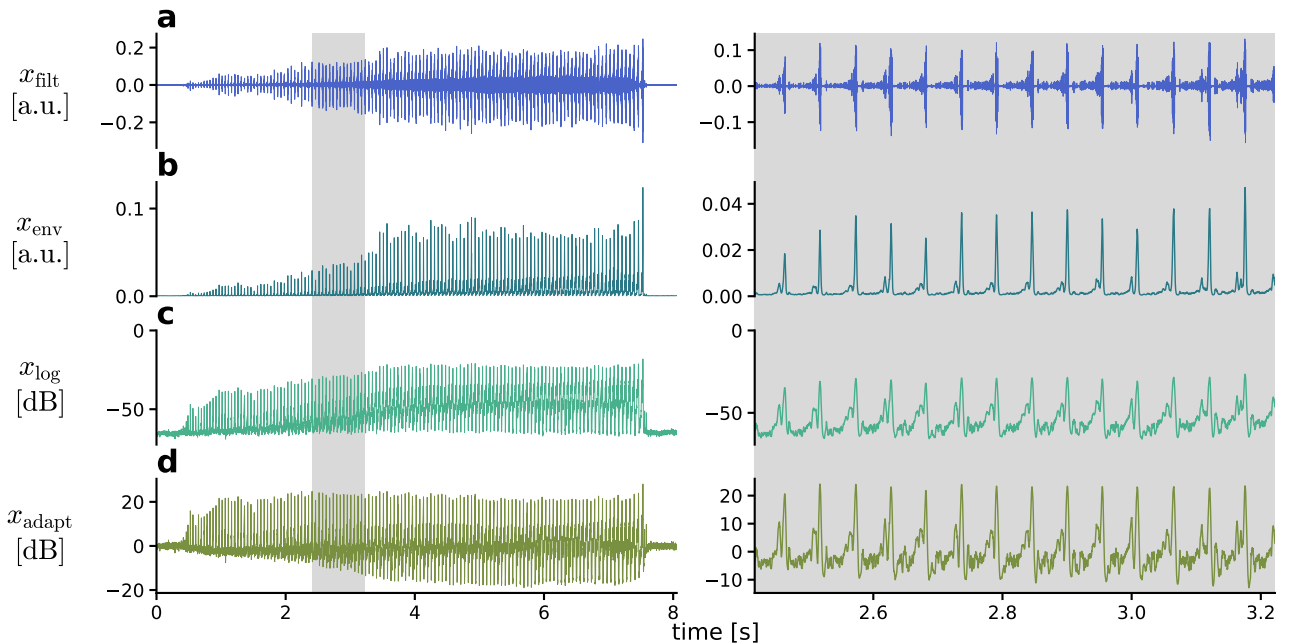 a
x_filt
[a.u.]
0.2
0.0
−0.2
0.1
0.0
−0.1
b
x_env
[a.u.]
0.1
0.0
0.04
0.02
0.00
c
x_log
[dB]
0
−50
0
−50
d
x_adapt
[dB]
20
0
−20
20
10
0
−10
0
2
4
6
8
2.6
2.8
3.0
3.2
time [s]